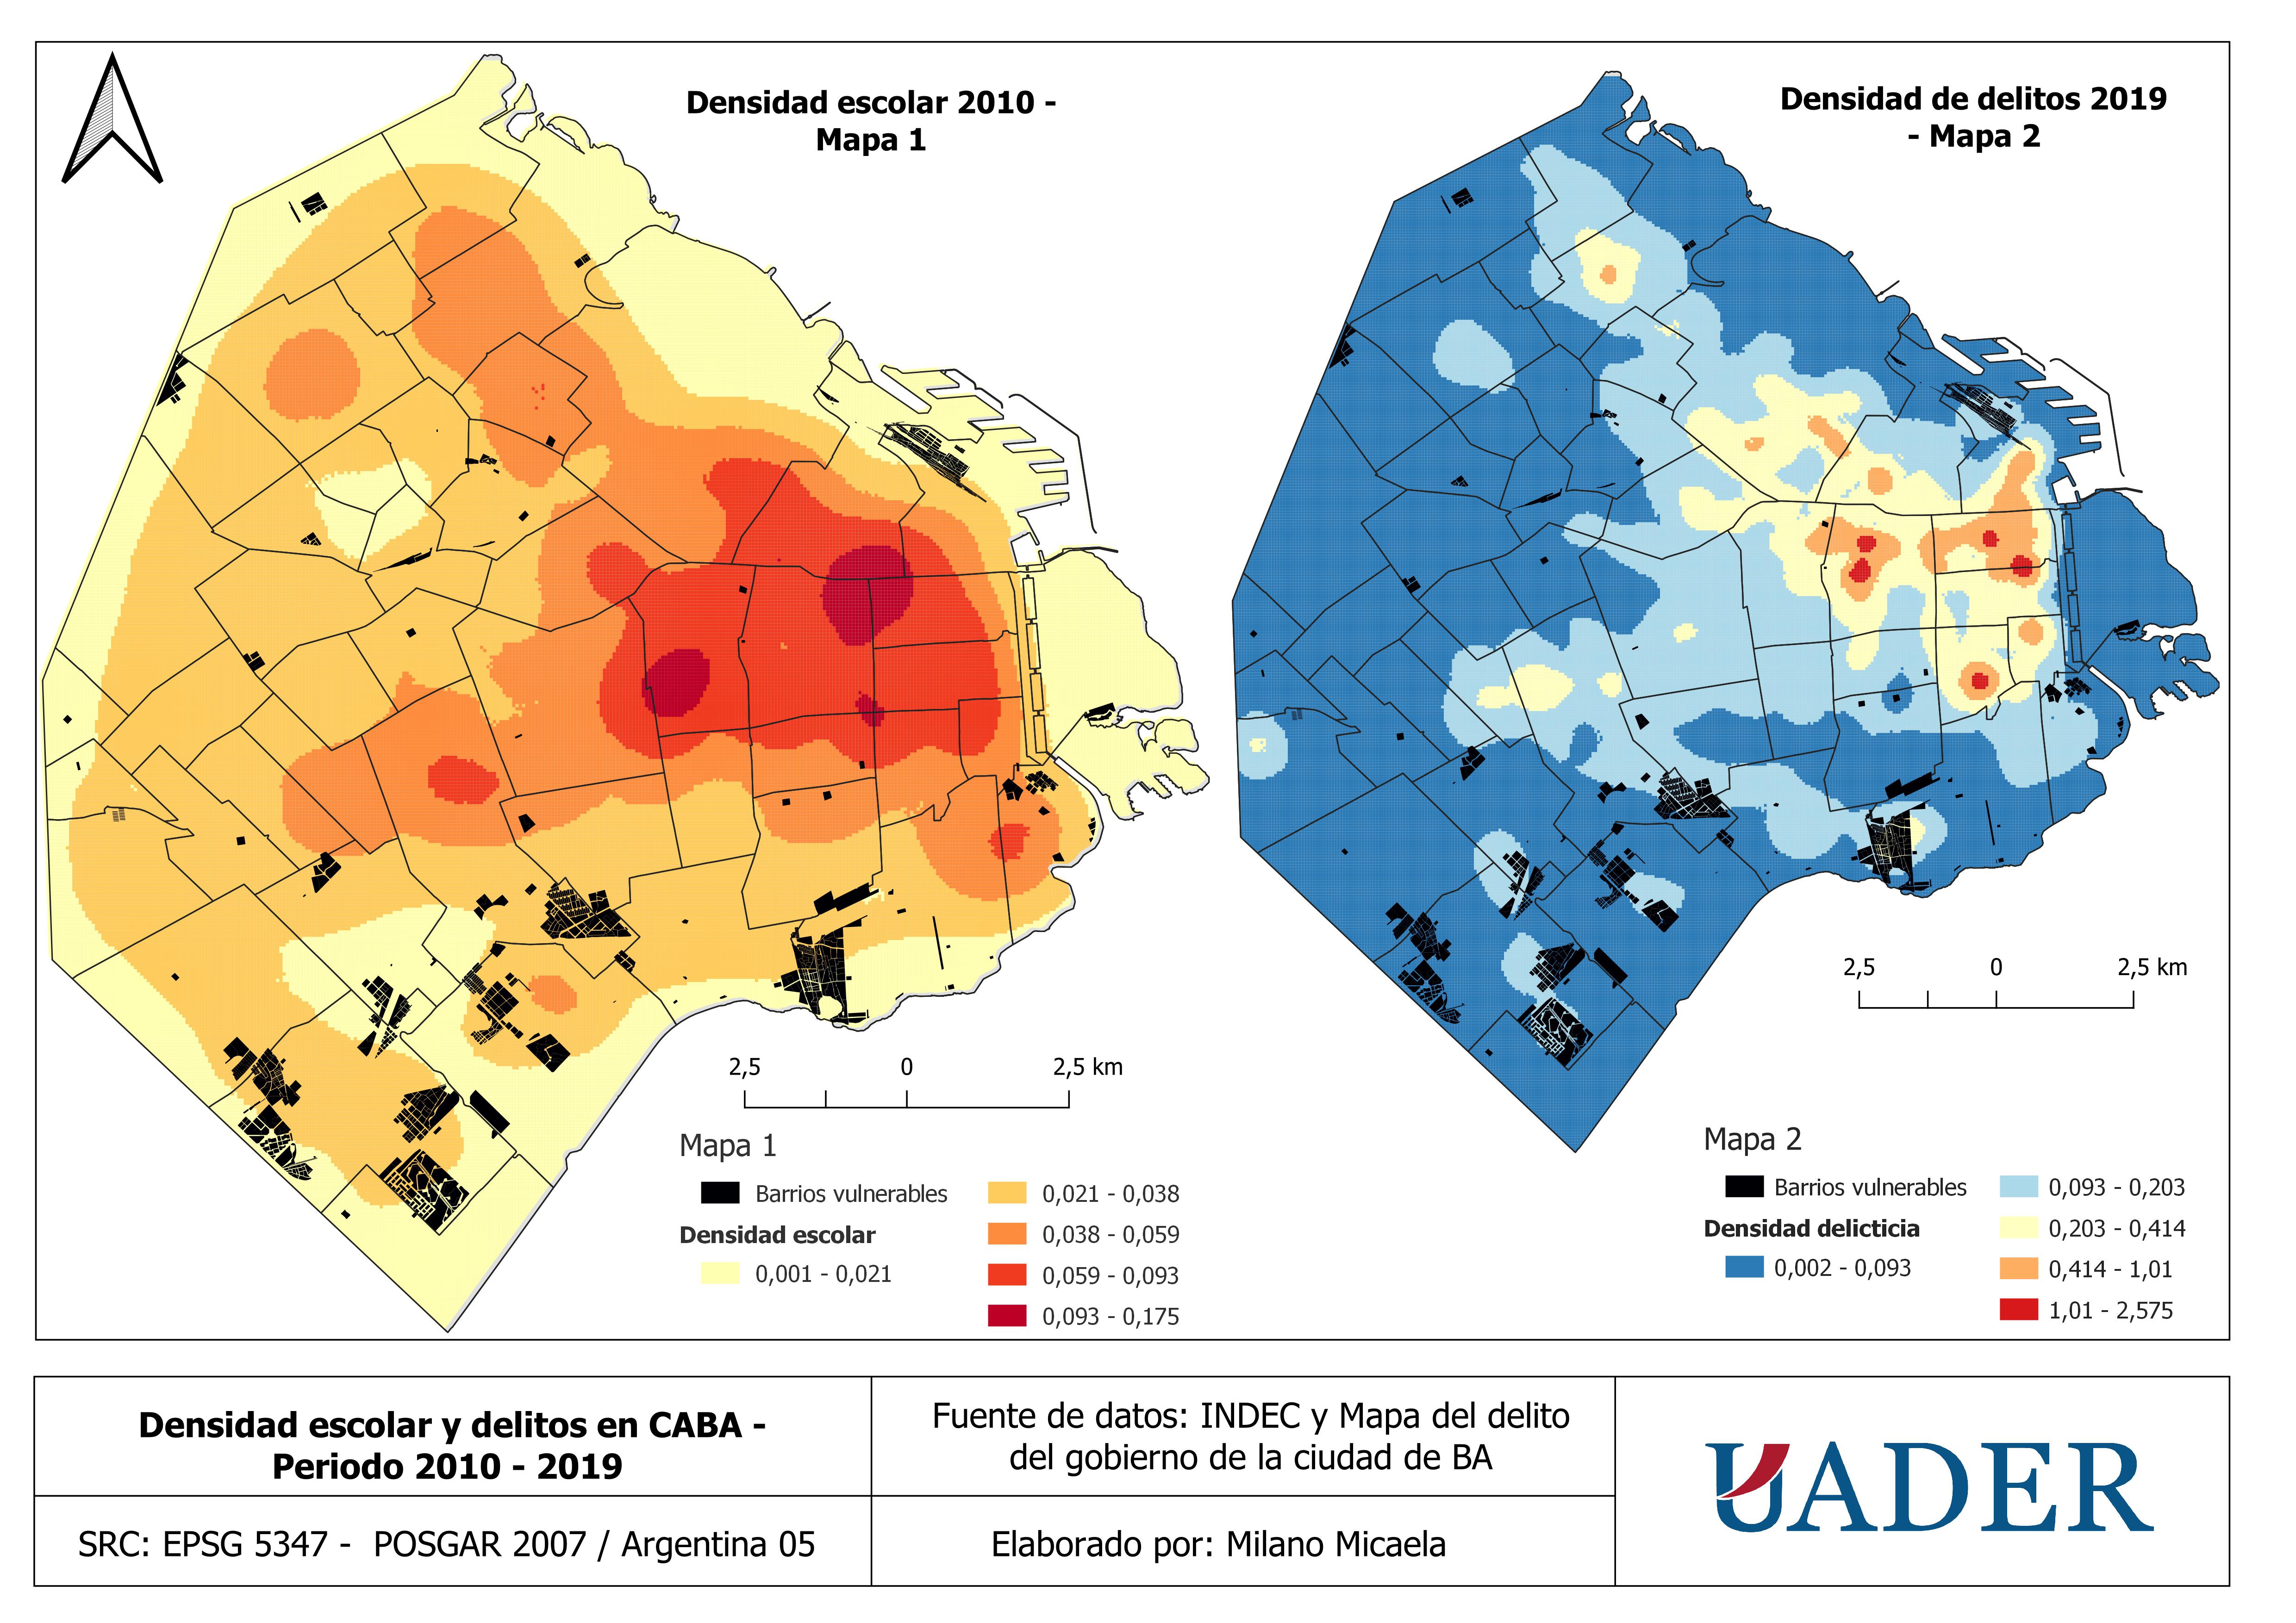 Densidad escolar 2010 -
Mapa 1
Densidad de delitos 2019
- Mapa 2
2,5 0 2,5 km
Mapa 1
Barrios vulnerables
Densidad escolar
0,001 - 0,021
0,021 - 0,038
0,038 - 0,059
0,059 - 0,093
0,093 - 0,175
2,5 0 2,5 km
Mapa 2
Barrios vulnerables
Densidad delicticia
0,002 - 0,093
0,093 - 0,203
0,203 - 0,414
0,414 - 1,01
1,01 - 2,575
Densidad escolar y delitos en CABA -
Periodo 2010 - 2019
SRC: EPSG 5347 - POSGAR 2007 / Argentina 05
Fuente de datos: INDEC y Mapa del delito
del gobierno de la ciudad de BA
Elaborado por: Milano Micaela
UADER